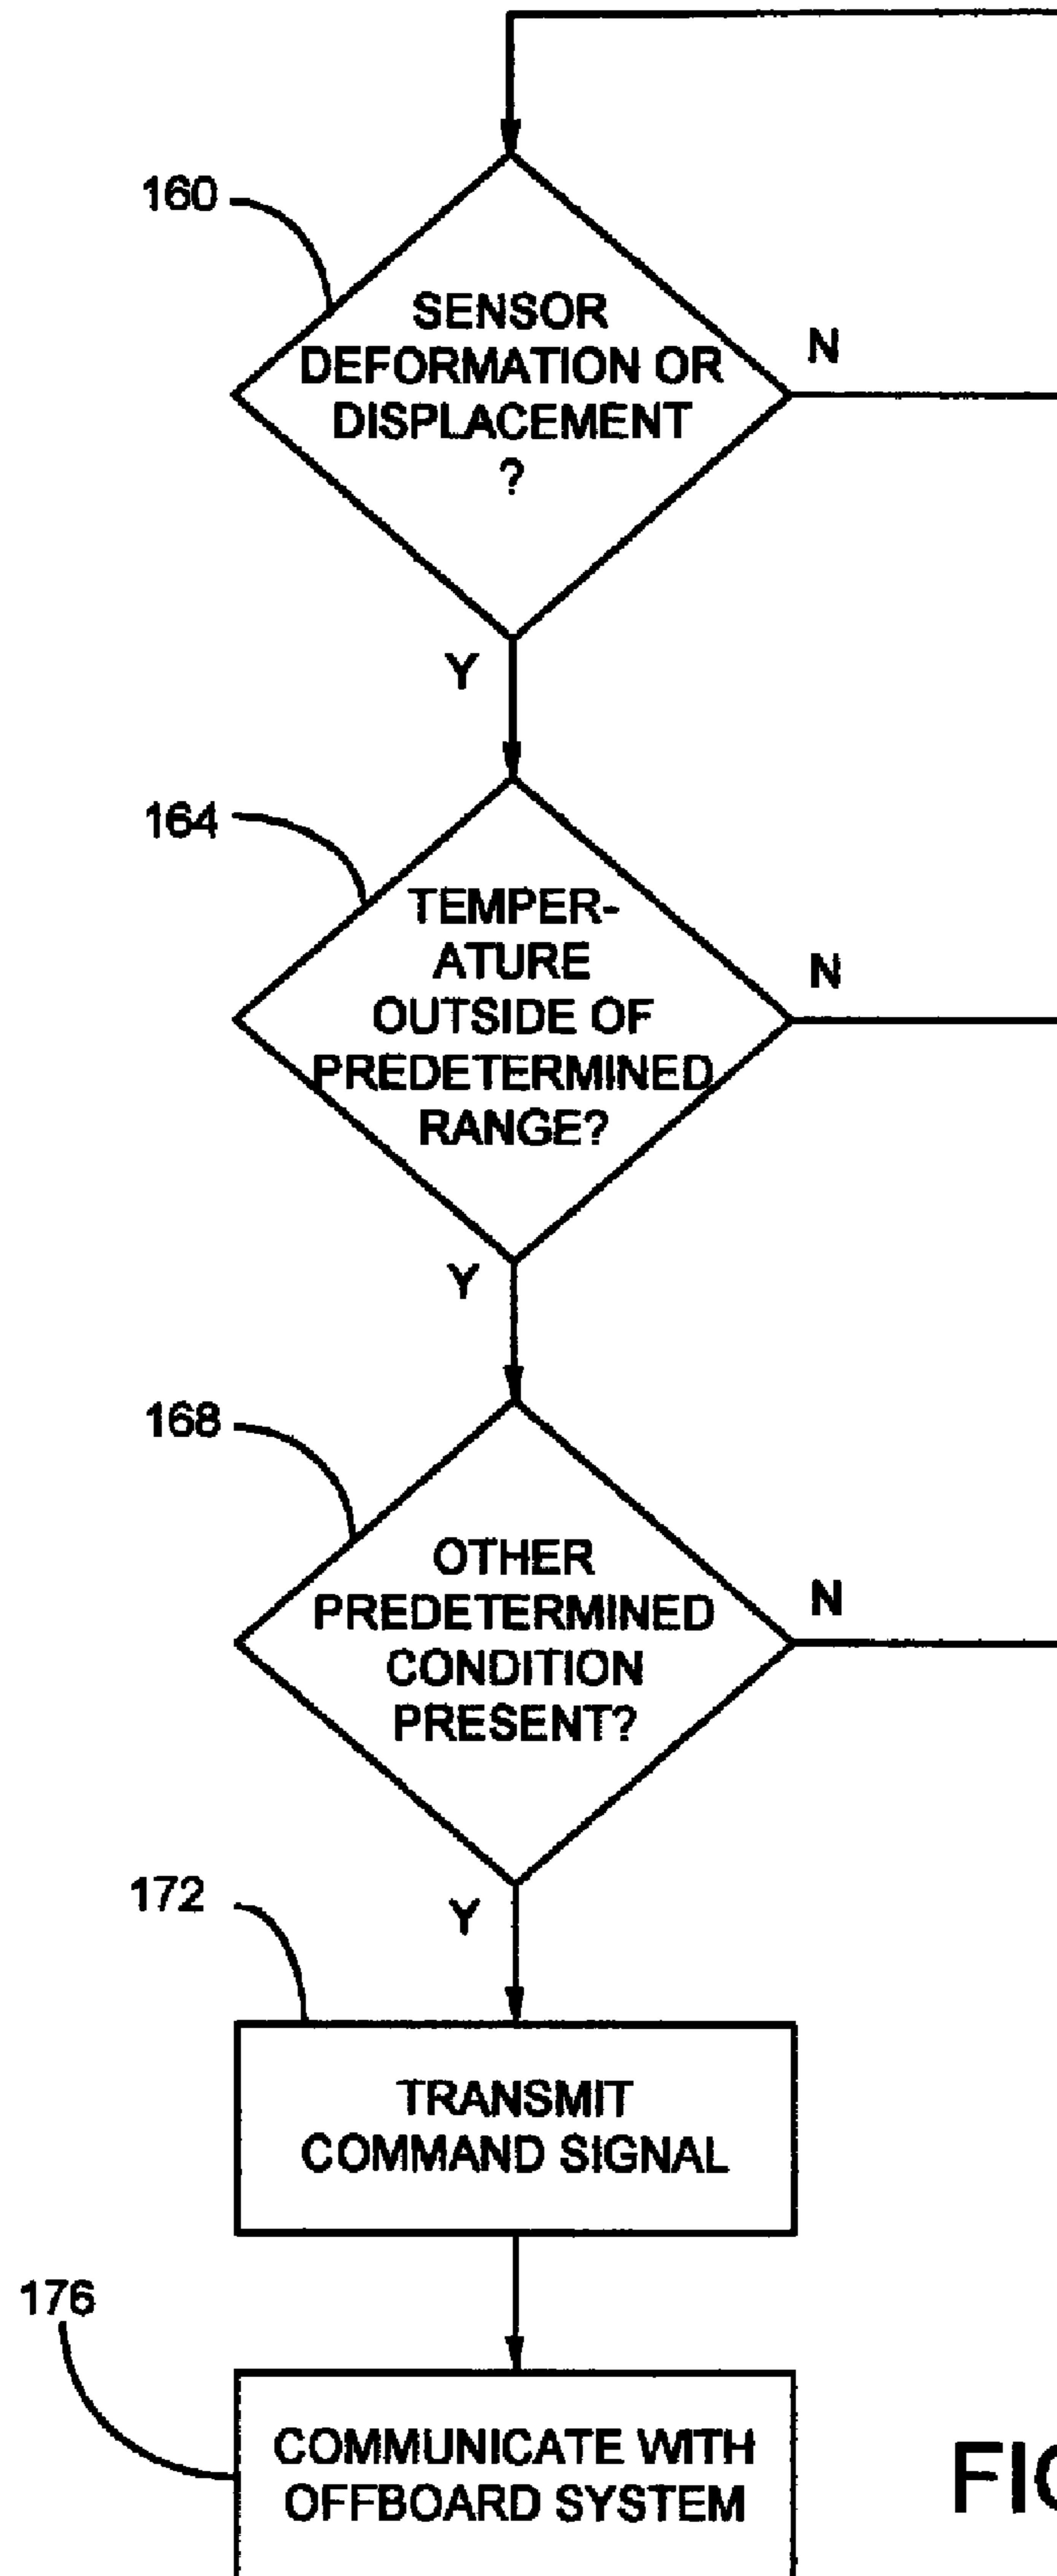 160
SENSOR
DEFORMATION OR
DISPLACEMENT
?
N
Y
164
TEMPER-
ATURE
OUTSIDE OF
PREDETERMINED
RANGE?
N
Y
168
OTHER
PREDETERMINED
CONDITION
PRESENT?
N
Y
172
TRANSMIT
COMMAND SIGNAL
176
COMMUNICATE WITH
OFFBOARD SYSTEM